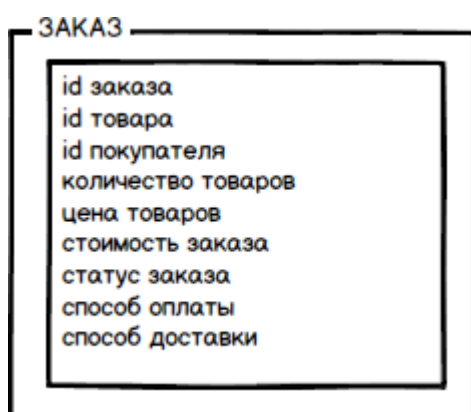 ЗАКАЗ
id заказа
id товара
id покупателя
количество товаров
цена товаров
стоимость заказа
статус заказа
способ оплаты
способ доставки